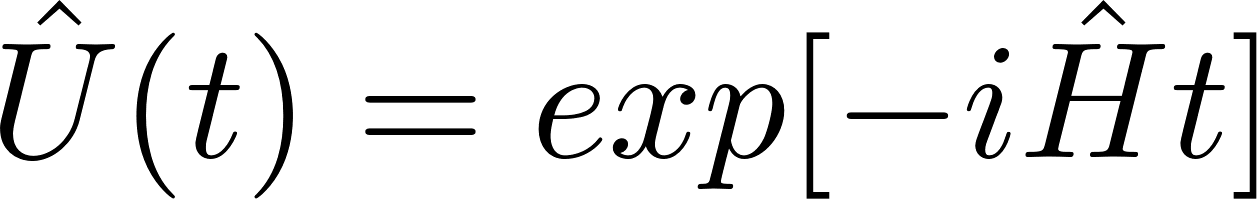 Û(t) = exp[−iĤt]